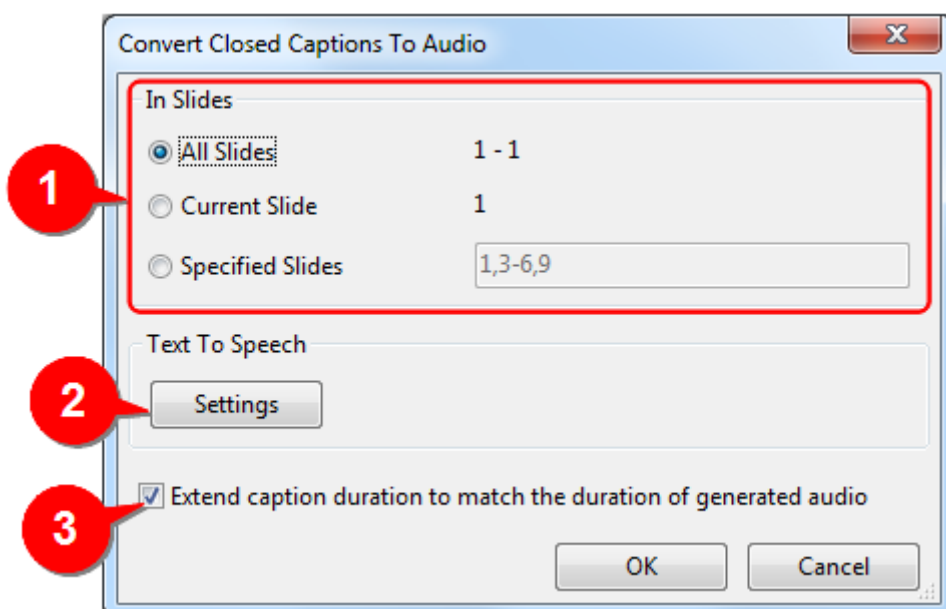 Convert Closed Captions To Audio
In Slides
All Slides 1 - 1
1
Current Slide 1
Specified Slides 1,3-6,9
Text To Speech
2
Settings
3
Extend caption duration to match the duration of generated audio
OK Cancel